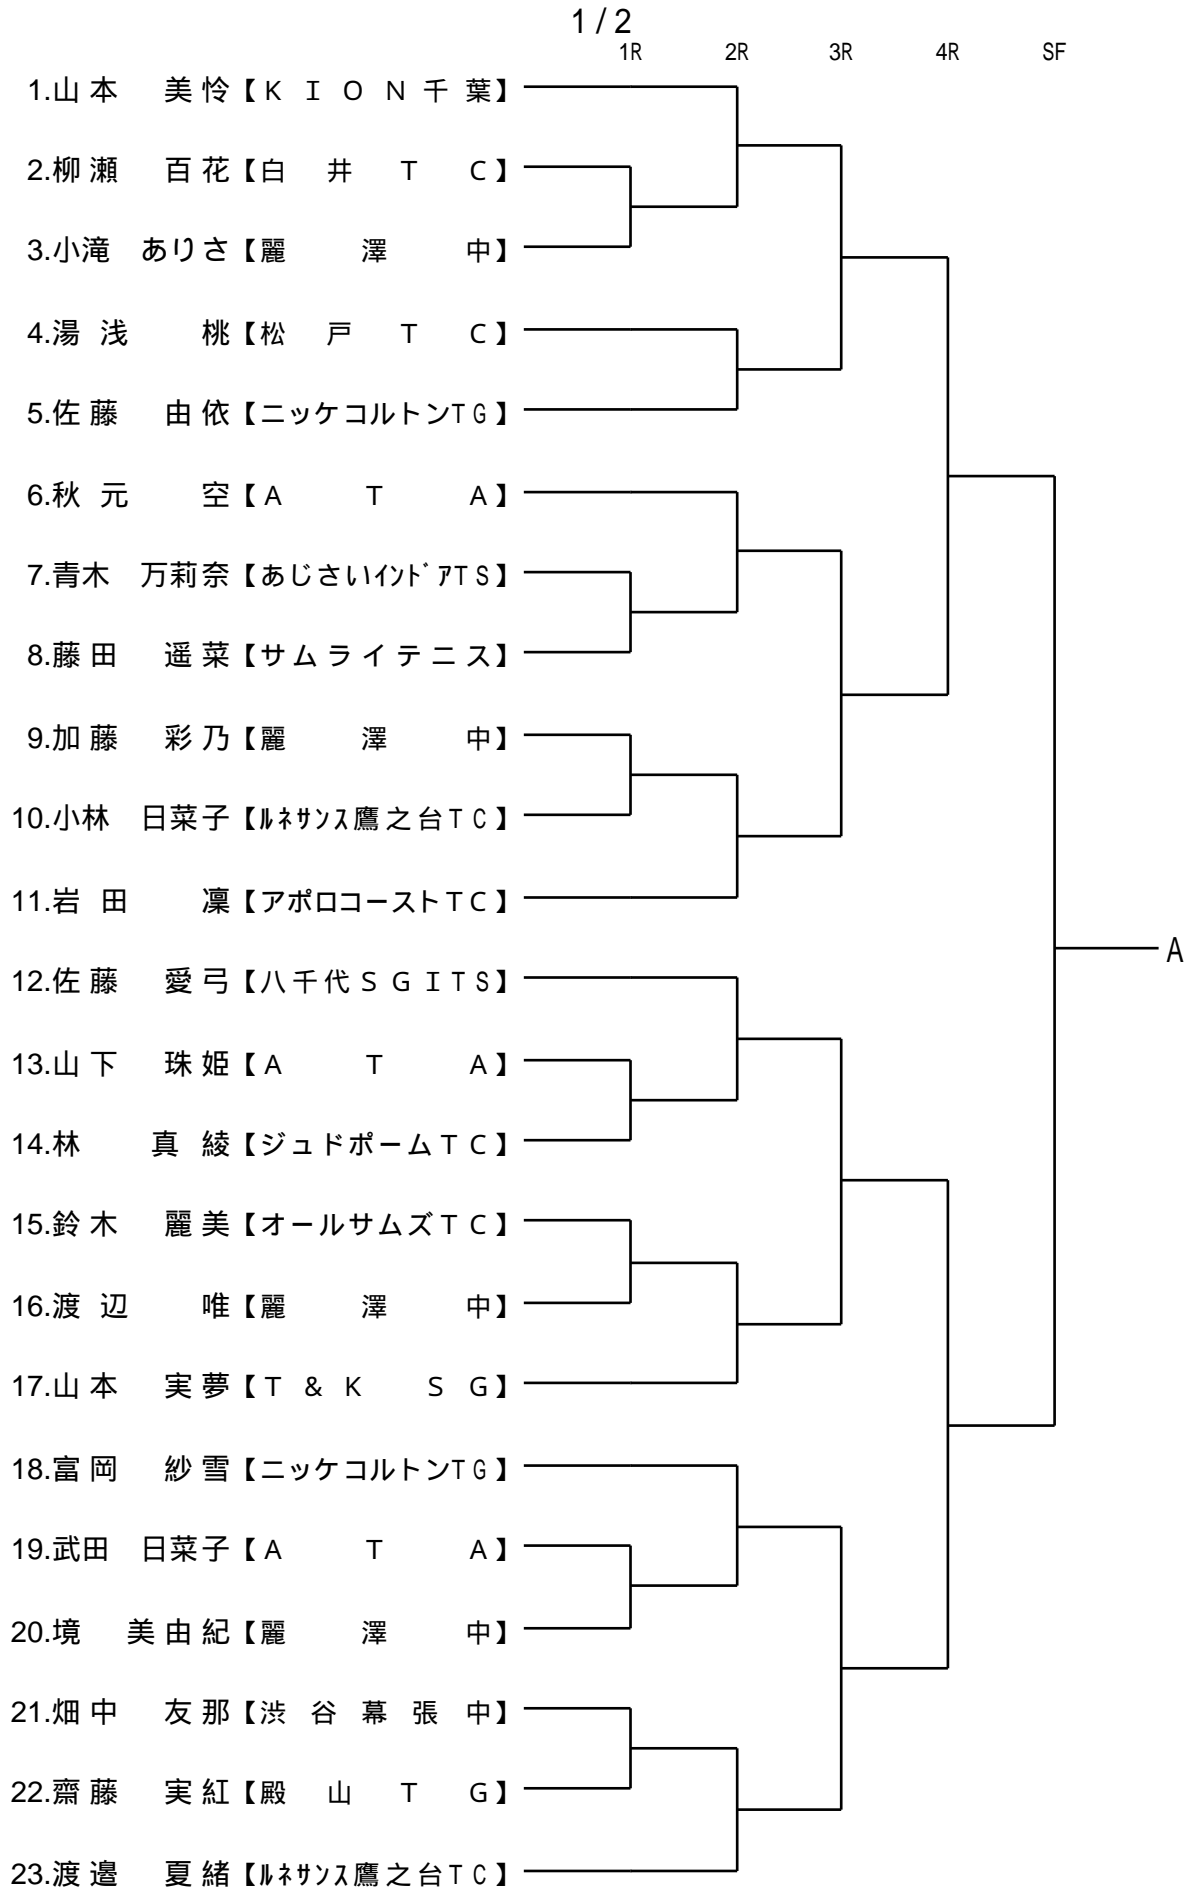 1 / 2
1R 2R 3R 4R SF
1.山本 美怜【KION千葉】
2.柳瀬 百花【白井TC】
3.小滝 ありさ【麗澤中】
4.湯浅 桃【松戸TC】
5.佐藤 由依【ニッケコルトンTG】
6.秋元 空【ATA】
7.青木 万莉奈【あじさいインドアTS】
8.藤田 遥菜【サムライテニス】
9.加藤 彩乃【麗澤中】
10.小林 日菜子【ルネサンス鷹之台TC】
11.岩田 凜【アポロコーストTC】
A
12.佐藤 愛弓【八千代SGITS】
13.山下 珠姫【ATA】
14.林 真綾【ジュドポームTC】
15.鈴木 麗美【オールサムズTC】
16.渡辺 唯【麗澤中】
17.山本 実夢【T&K SG】
18.富岡 紗雪【ニッケコルトンTG】
19.武田 日菜子【ATA】
20.境 美由紀【麗澤中】
21.畑中 友那【渋谷幕張中】
22.齋藤 実紅【殿山TG】
23.渡邉 夏緒【ルネサンス鷹之台TC】